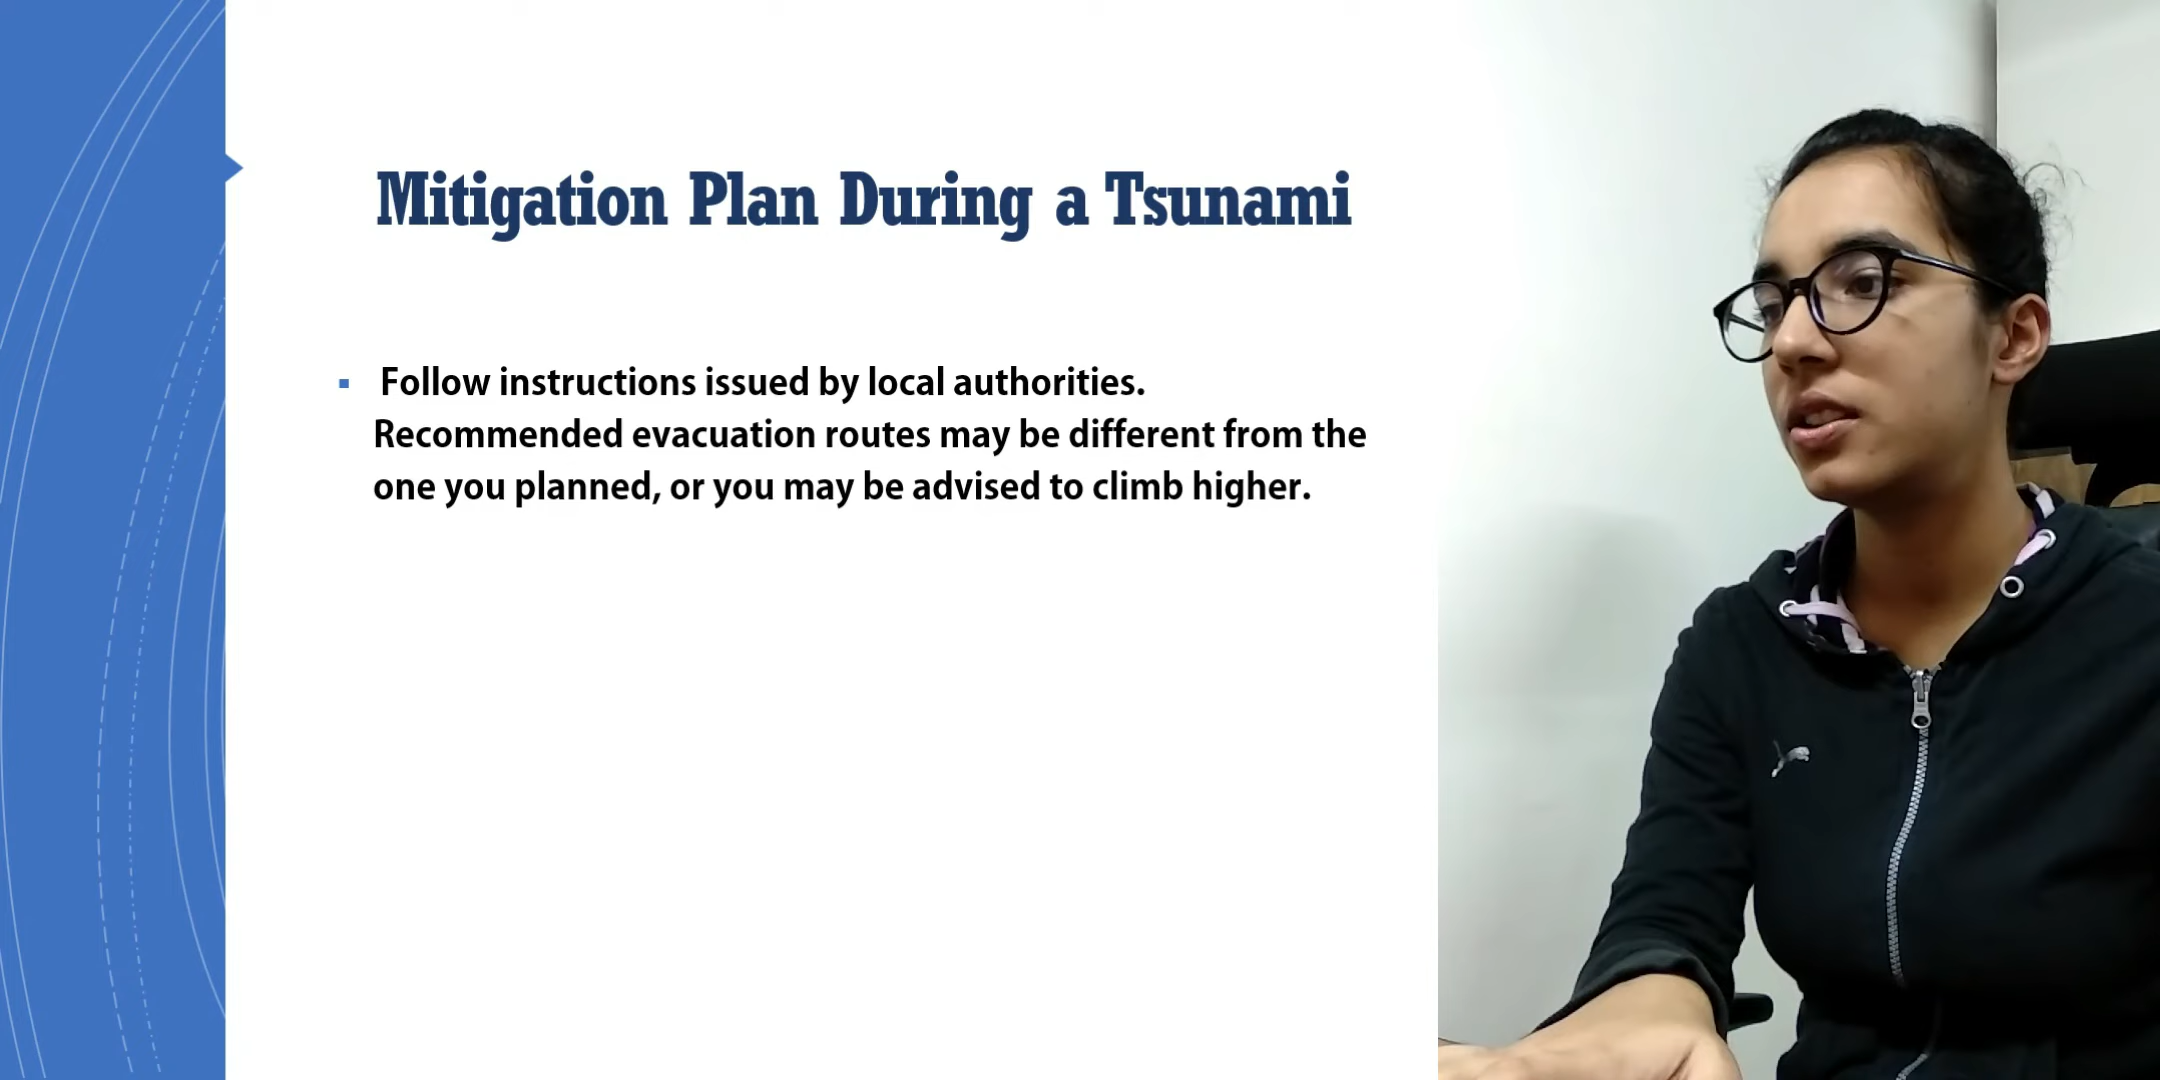 Mitigation Plan During a Tsunami
Follow instructions issued by local authorities.
Recommended evacuation routes may be different from the
one you planned, or you may be advised to climb higher.